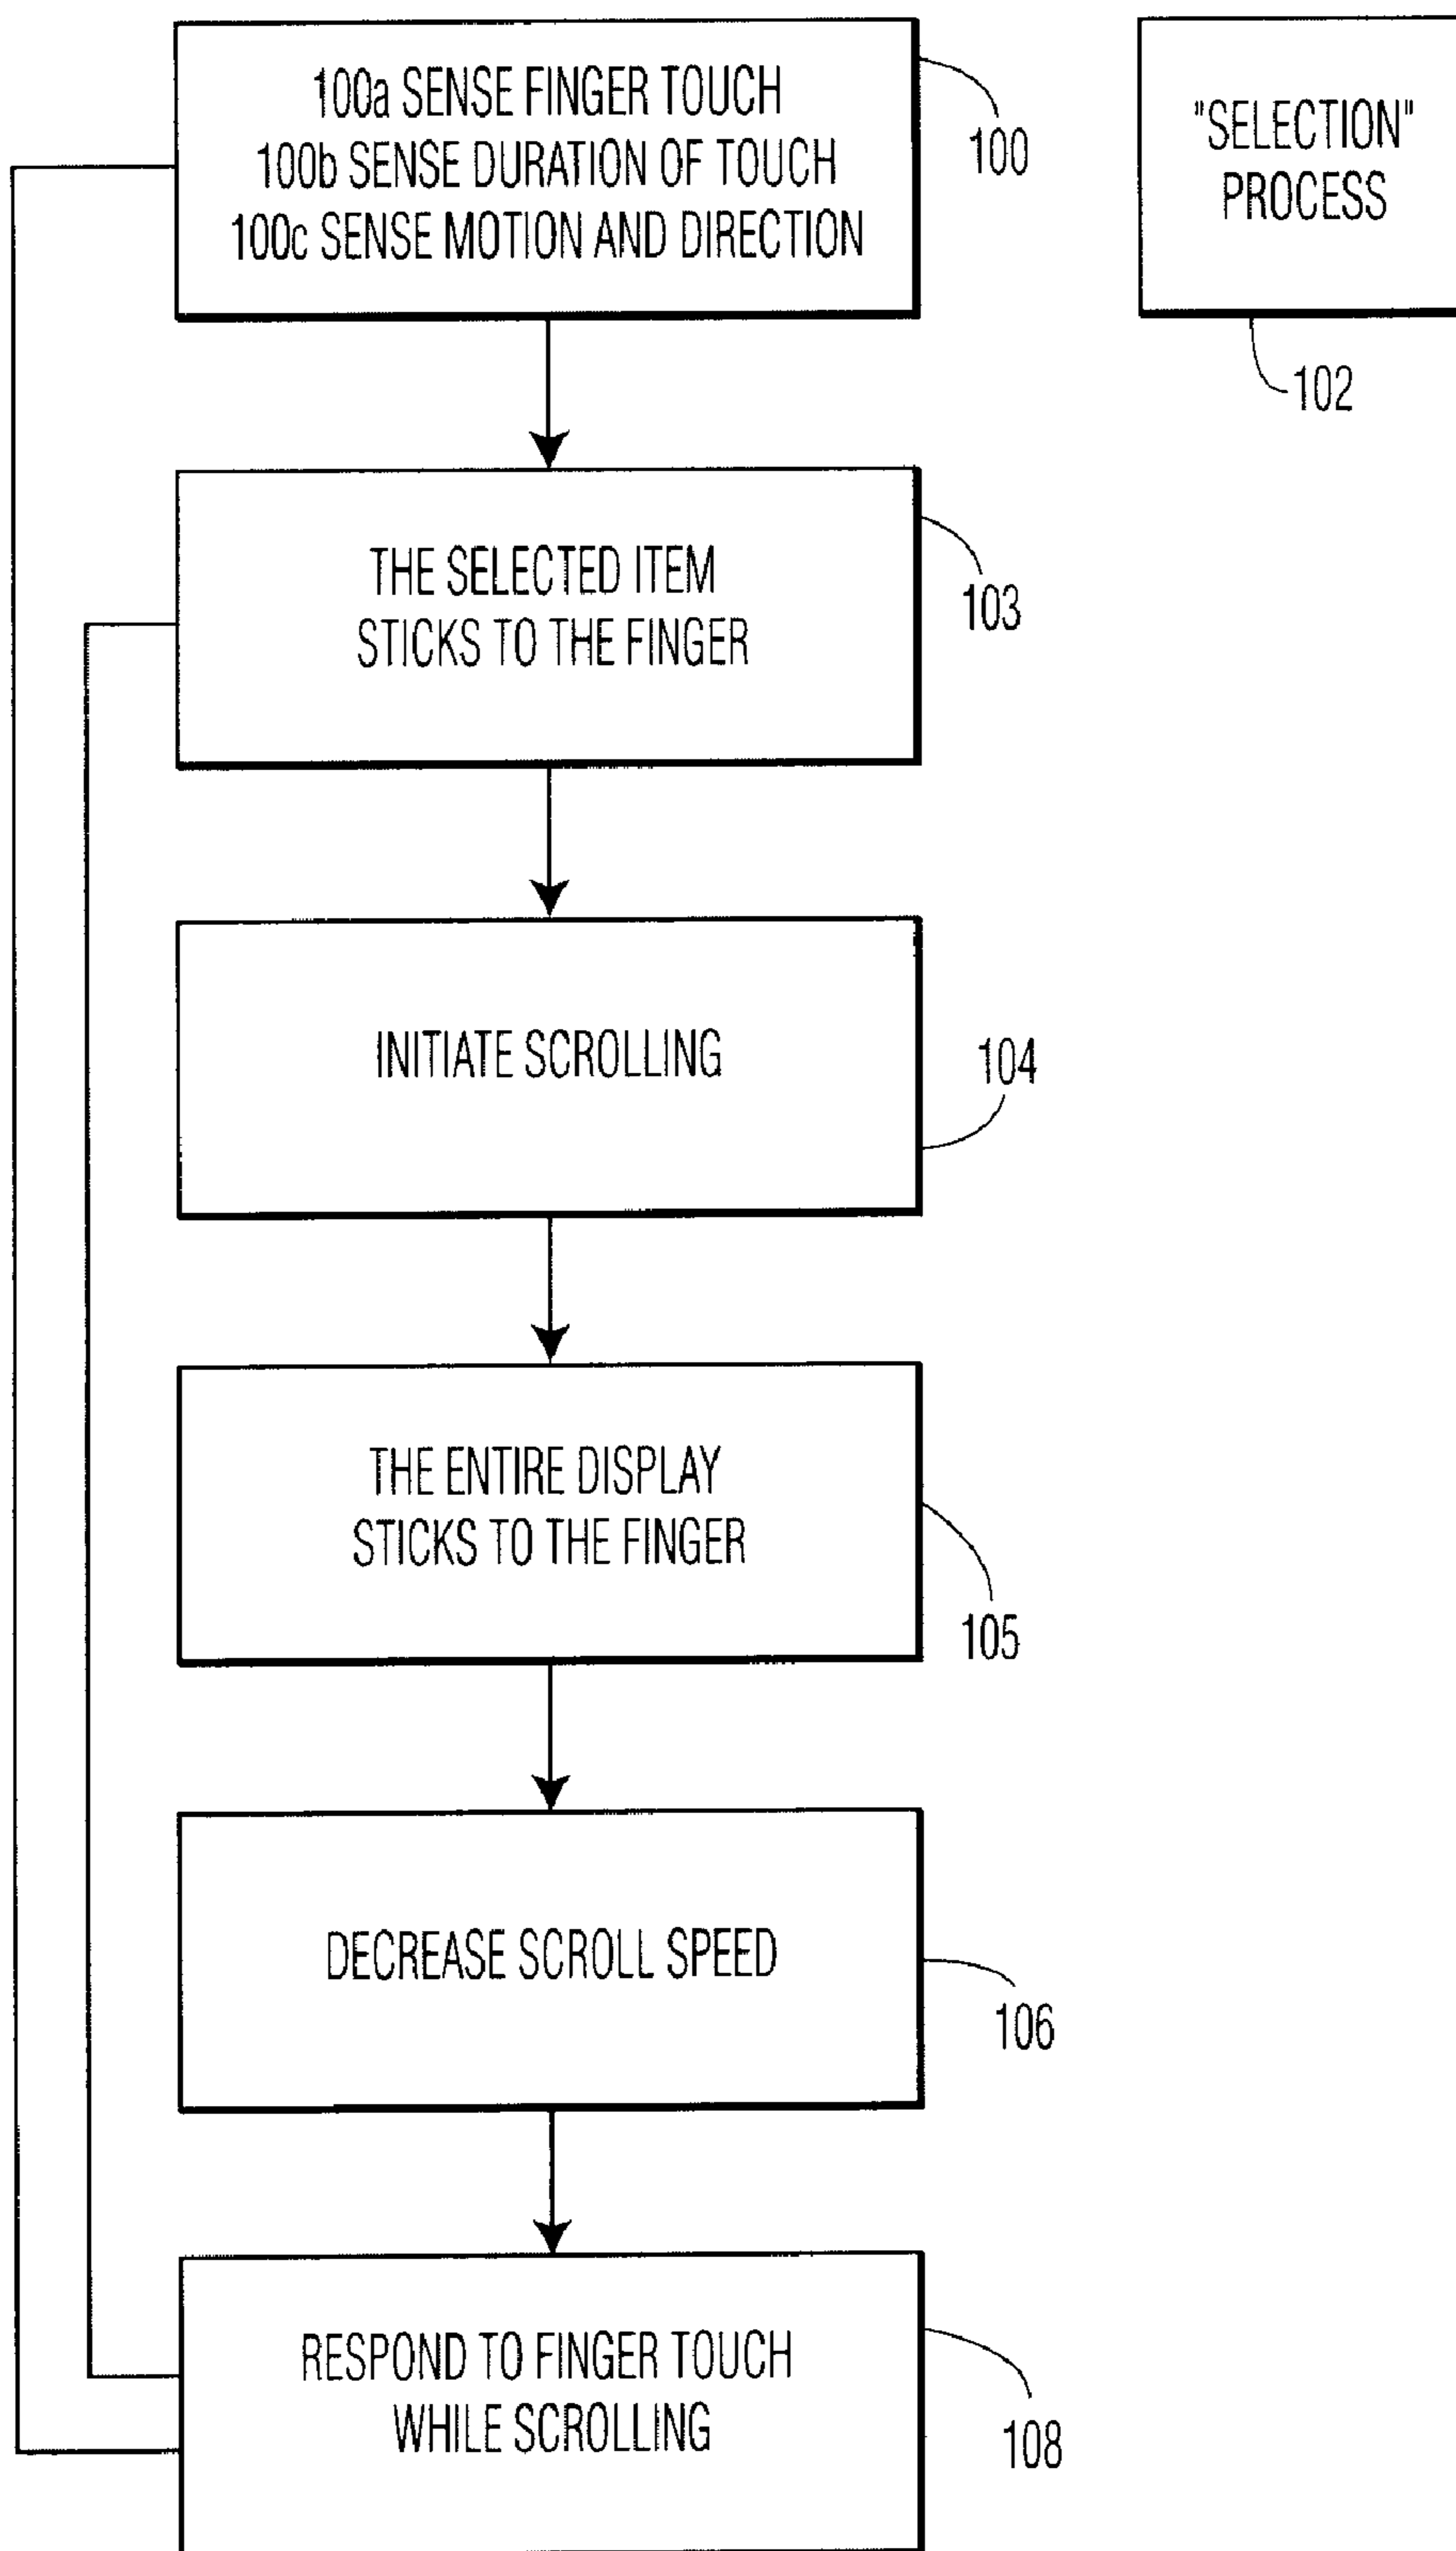 100a SENSE FINGER TOUCH
100b SENSE DURATION OF TOUCH
100c SENSE MOTION AND DIRECTION
100
"SELECTION"
PROCESS
102
THE SELECTED ITEM
STICKS TO THE FINGER
103
INITIATE SCROLLING
104
THE ENTIRE DISPLAY
STICKS TO THE FINGER
105
DECREASE SCROLL SPEED
106
RESPOND TO FINGER TOUCH
WHILE SCROLLING
108